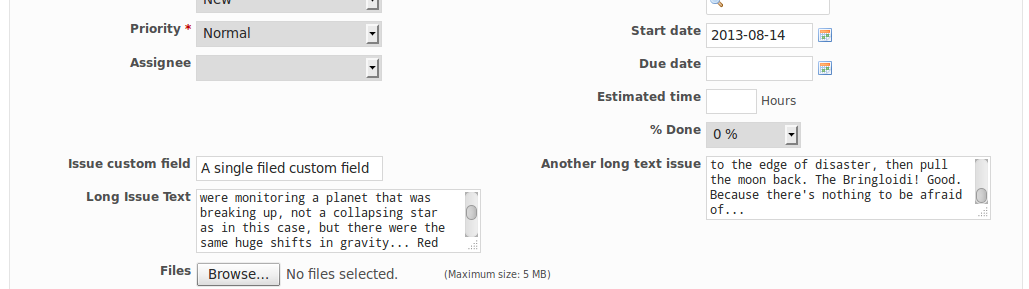 New
Priority *
Normal
Start date
2013-08-14
Assignee
Due date
Estimated time
Hours
% Done
0 %
Issue custom field
A single filed custom field
Another long text issue
to the edge of disaster, then pull
the moon back. The Bringloidi! Good.
Because there's nothing to be afraid
of...
Long Issue Text
were monitoring a planet that was
breaking up, not a collapsing star
as in this case, but there were the
same huge shifts in gravity... Red
Files
Browse...
No files selected.
(Maximum size: 5 MB)